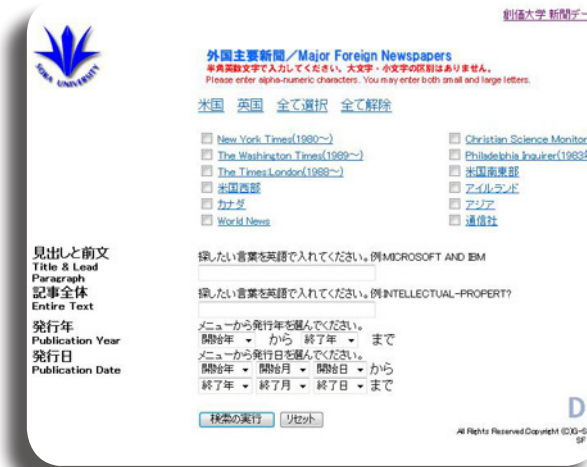 創価大学 新聞デー
SOKA UNIVERSITY
外国主要新聞／Major Foreign Newspapers
半角英数文字で入力してください。大文字・小文字の区別はありません。
Please enter alpha-numeric characters. You may enter both small and large letters.
米国 英国 全て選択 全て解除
New York Times(1980〜) Christian Science Monitor
The Washington Times(1989〜) Philadelphia Inquirer(1983
The Times:London(1988〜) 米国南東部
米国西部 アイルランド
カナダ アジア
World News 通信社
見出しと前文
Title & Lead
Paragraph
探したい言葉を英語で入れてください。例:MICROSOFT AND IBM
記事全体
Entire Text
探したい言葉を英語で入れてください。例:INTELLECTUAL-PROPERT?
発行年
Publication Year
メニューから発行年を選んでください。
開始年 から 終了年 まで
発行日
Publication Date
メニューから発行日を選んでください。
開始年 開始月 開始日 から
終了年 終了月 終了日 まで
検索の実行 リセット
D
All Rights Reserved,Copyright (C)G-S
SF